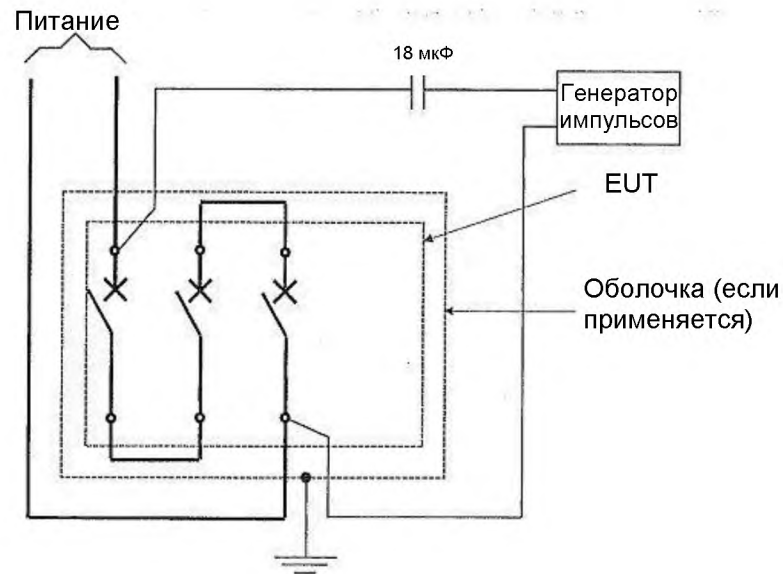 Питание
18 мкФ
Генератор
импульсов
EUT
Оболочка (если
применяется)